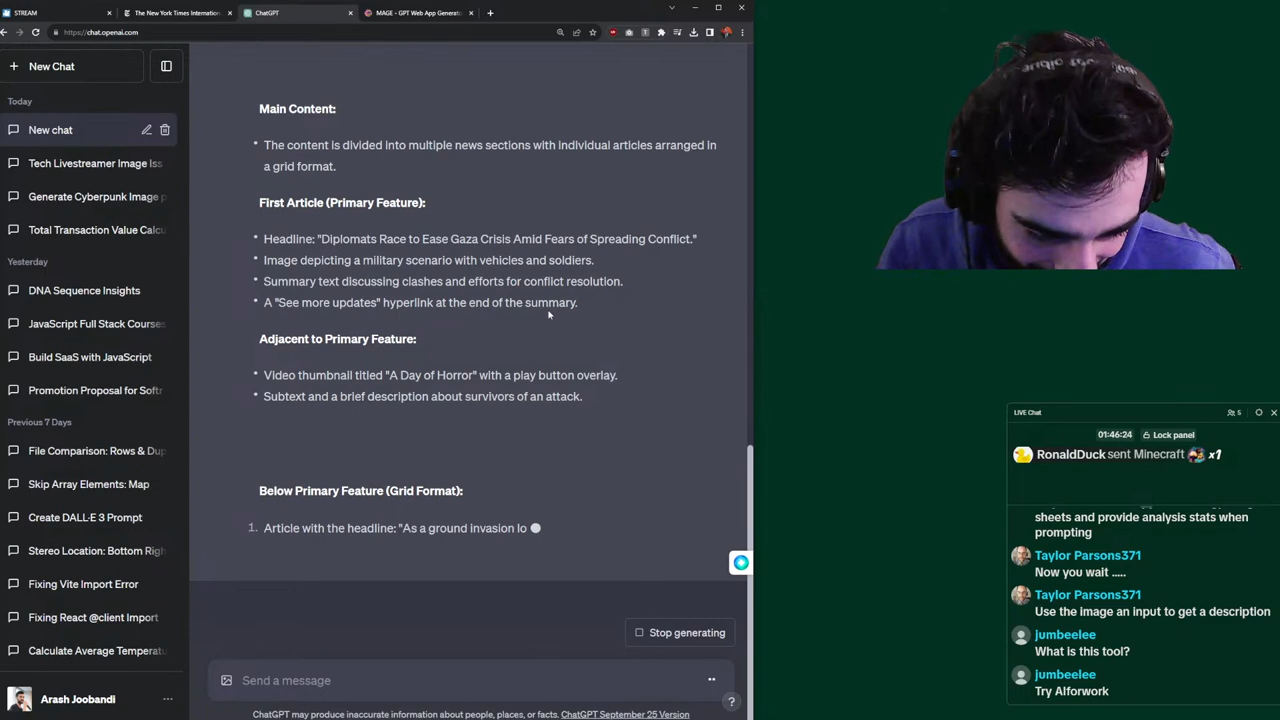 STREAM
The New York Times Internation
ChatGPT
MAGE - GPT Web App Generato
https://chat.openai.com
New Chat
Today
New chat
Tech Livestreamer Image Iss
Generate Cyberpunk Image p
Total Transaction Value Calcu
Yesterday
DNA Sequence Insights
JavaScript Full Stack Courses
Build SaaS with JavaScript
Promotion Proposal for Softr
Previous 7 Days
File Comparison: Rows & Dup
Skip Array Elements: Map
Create DALL·E 3 Prompt
Stereo Location: Bottom Righ
Fixing Vite Import Error
Fixing React @client Import
Calculate Average Temperatu
Arash Joobandi
Main Content:
• The content is divided into multiple news sections with individual articles arranged in
a grid format.
First Article (Primary Feature):
• Headline: "Diplomats Race to Ease Gaza Crisis Amid Fears of Spreading Conflict."
• Image depicting a military scenario with vehicles and soldiers.
• Summary text discussing clashes and efforts for conflict resolution.
• A "See more updates" hyperlink at the end of the summary.
Adjacent to Primary Feature:
• Video thumbnail titled "A Day of Horror" with a play button overlay.
• Subtext and a brief description about survivors of an attack.
Below Primary Feature (Grid Format):
1. Article with the headline: "As a ground invasion lo
Stop generating
Send a message
?
ChatGPT may produce inaccurate information about people, places, or facts. ChatGPT September 25 Version
LIVE Chat
5
01:46:24 Lock panel
RonaldDuck sent Minecraft x1
sheets and provide analysis stats when
prompting
Taylor Parsons371
Now you wait .....
Taylor Parsons371
Use the image an input to get a description
jumbeelee
What is this tool?
jumbeelee
Try AIforwork